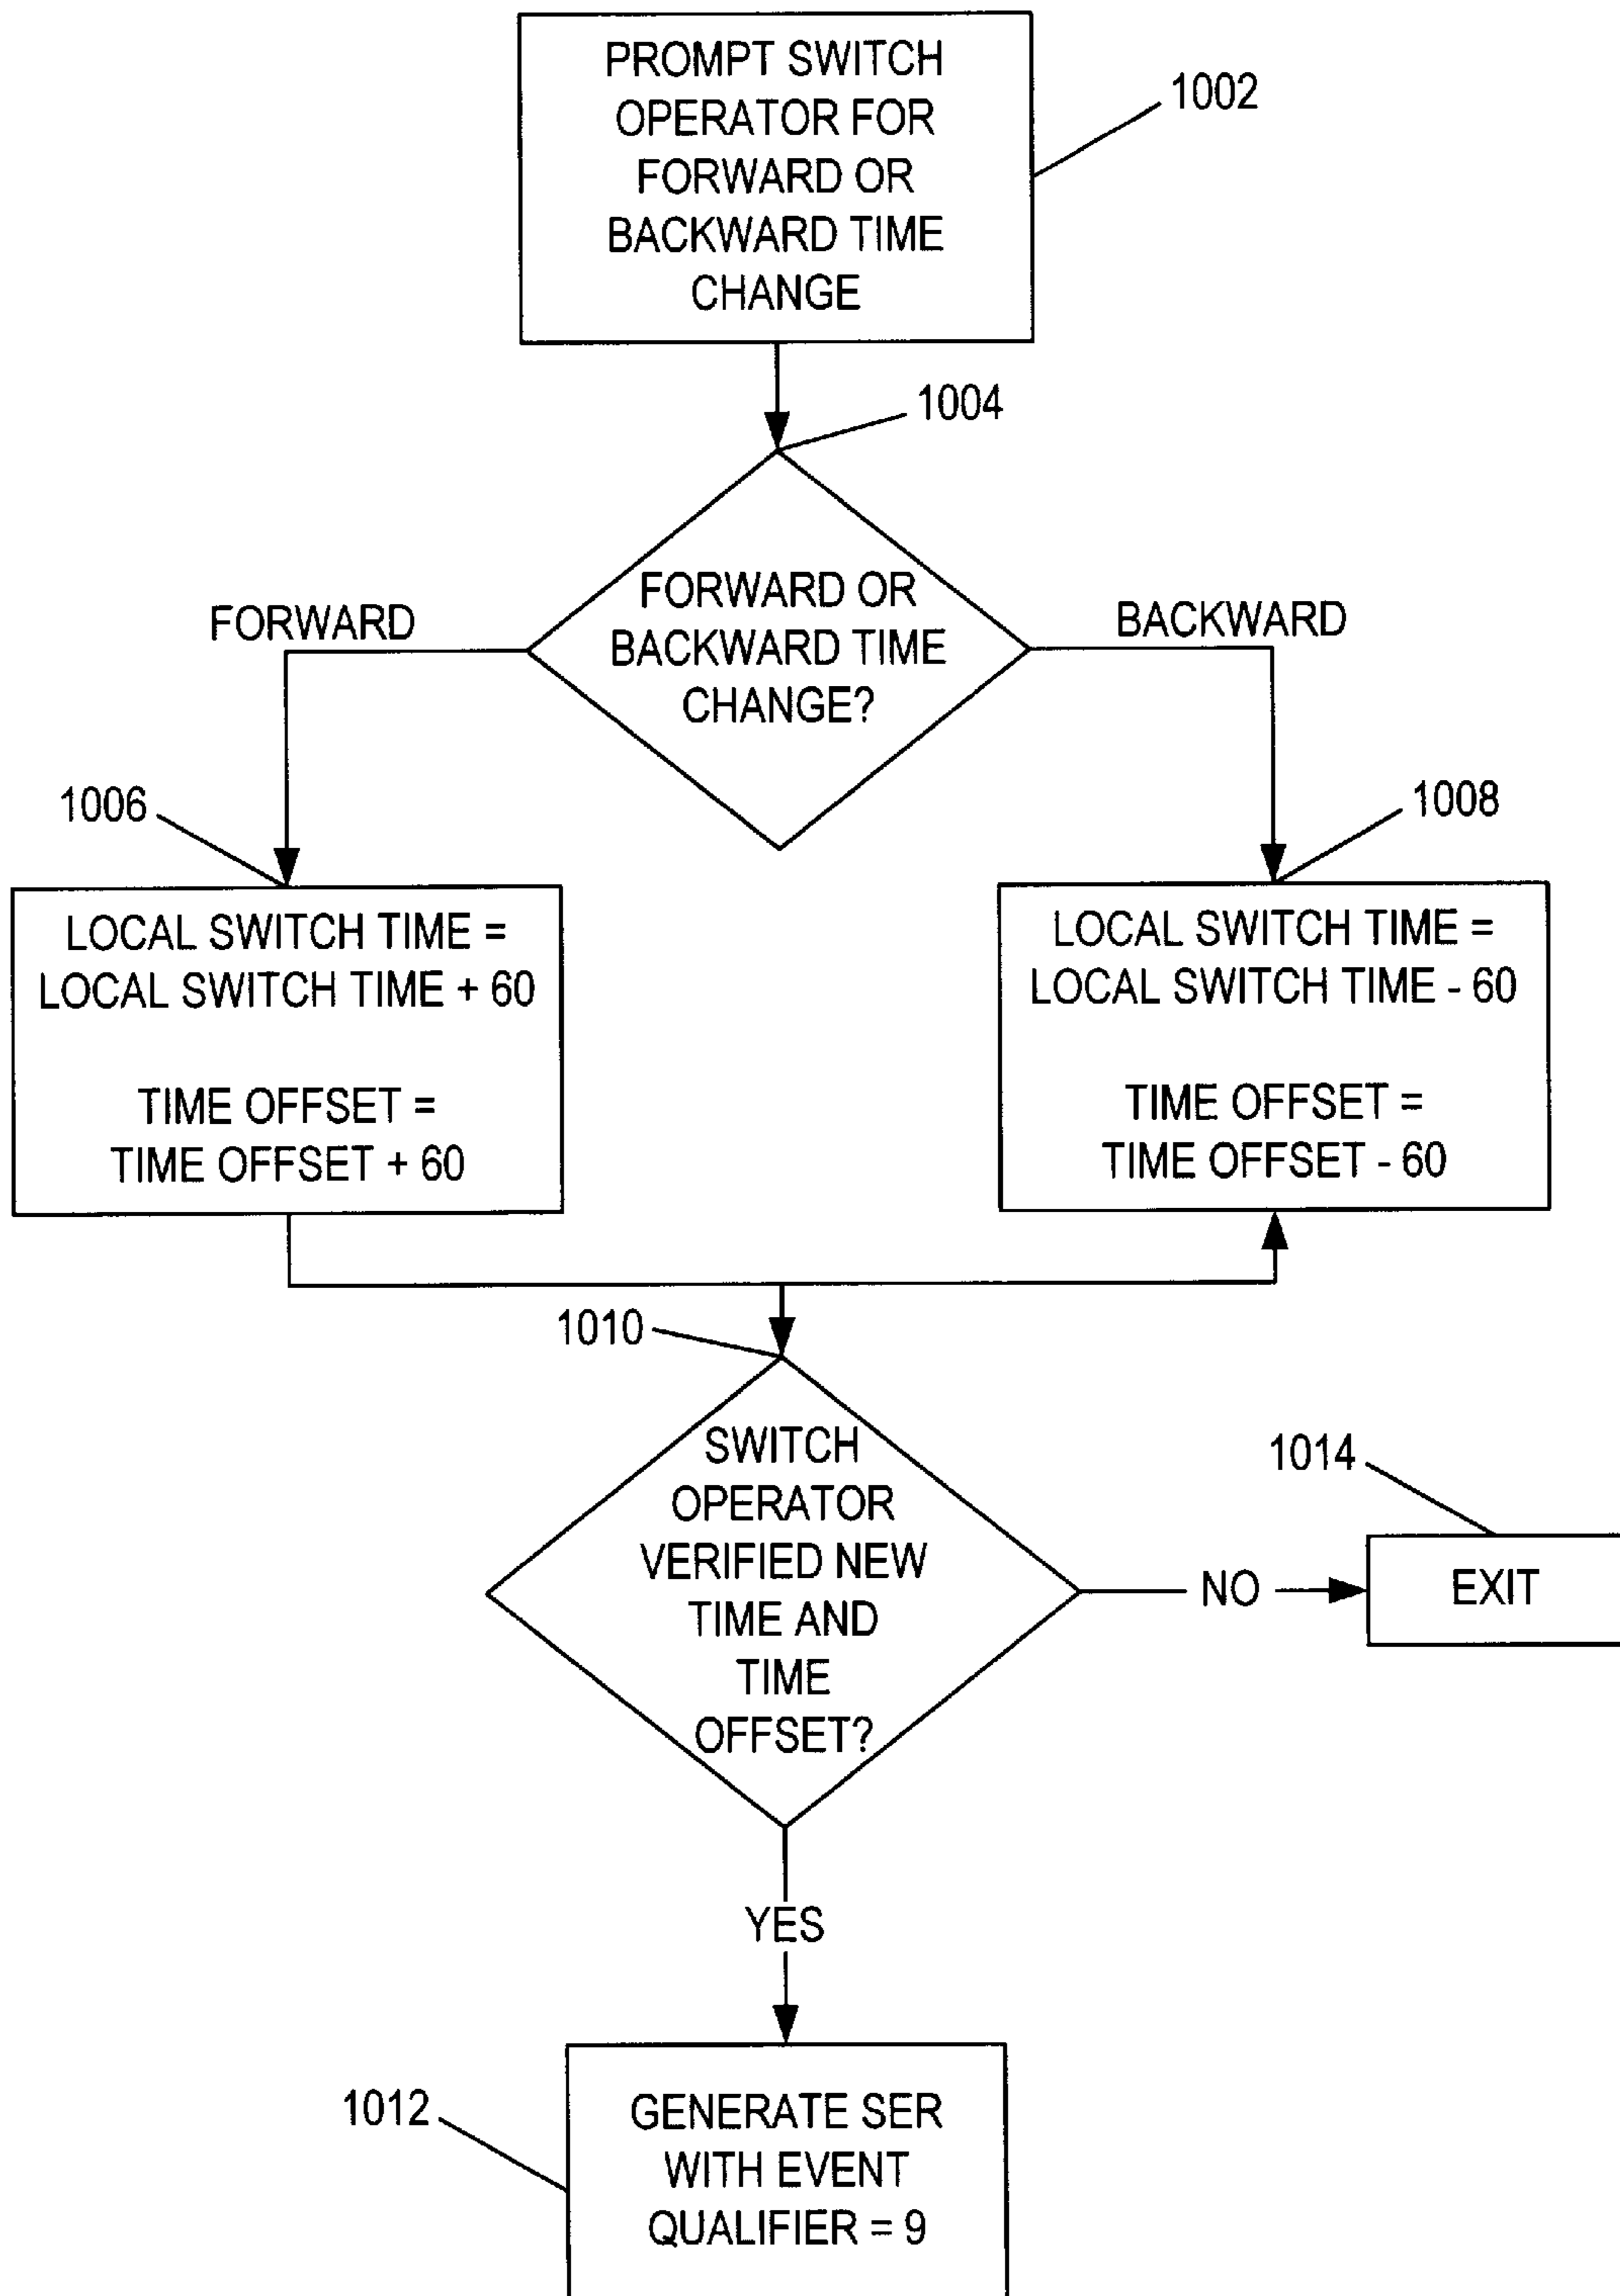 PROMPT SWITCH
OPERATOR FOR
FORWARD OR
BACKWARD TIME
CHANGE
1002
1004
FORWARD OR
BACKWARD TIME
CHANGE?
FORWARD
BACKWARD
1006
1008
LOCAL SWITCH TIME =
LOCAL SWITCH TIME + 60
TIME OFFSET =
TIME OFFSET + 60
LOCAL SWITCH TIME =
LOCAL SWITCH TIME - 60
TIME OFFSET =
TIME OFFSET - 60
1010
SWITCH
OPERATOR
VERIFIED NEW
TIME AND
TIME
OFFSET?
NO
1014
EXIT
YES
1012
GENERATE SER
WITH EVENT
QUALIFIER = 9